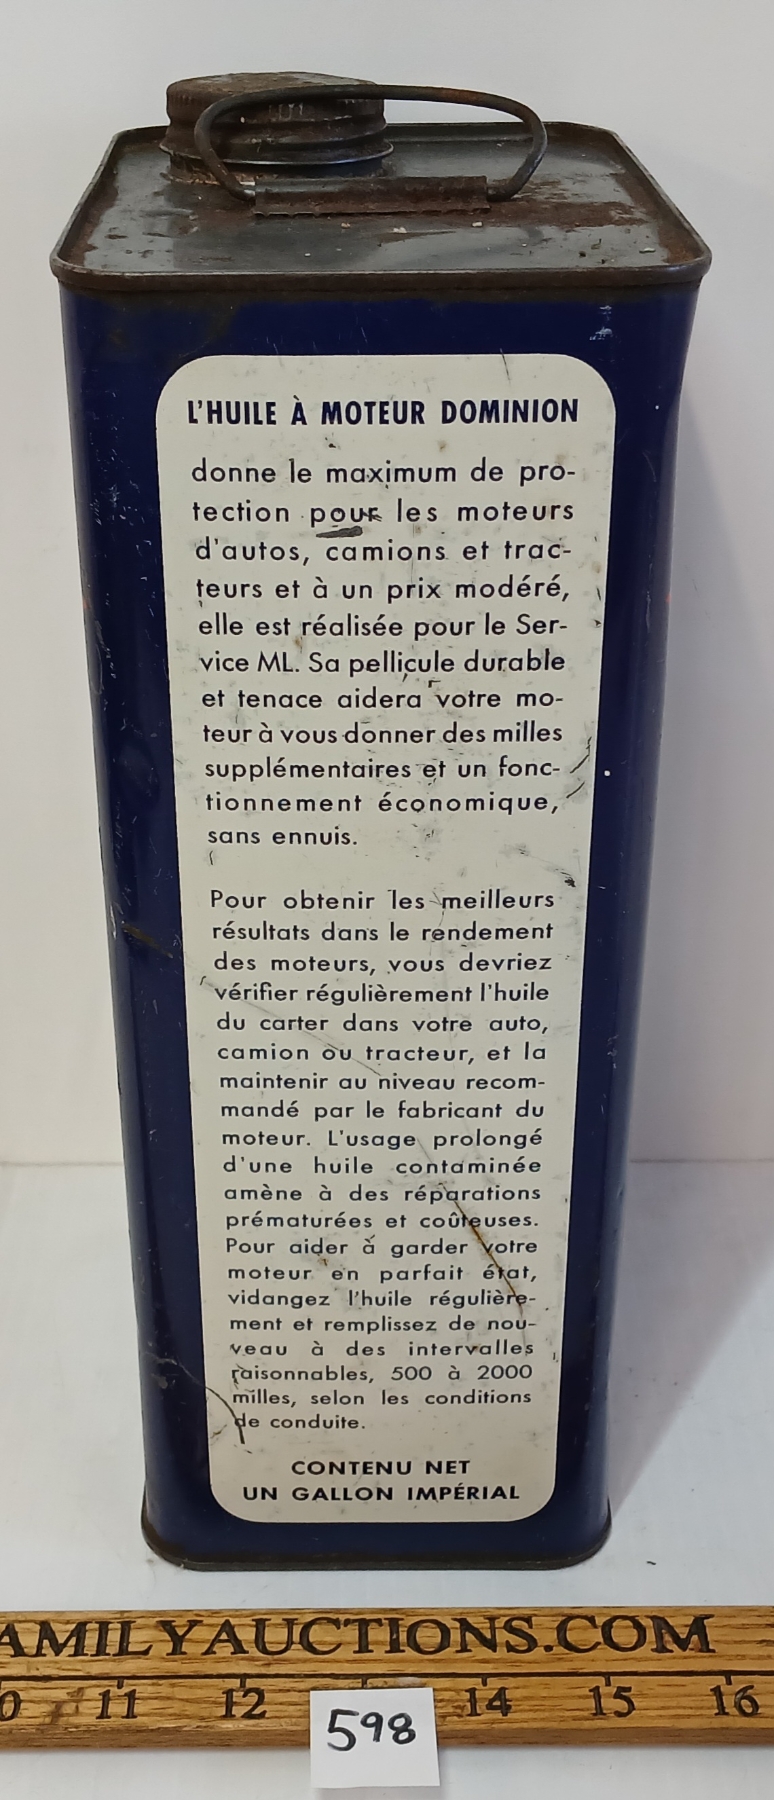 L'HUILE À MOTEUR DOMINION
donne le maximum de pro-
tection pour les moteurs
d'autos, camions et trac-
teurs et à un prix modéré,
elle est réalisée pour le Ser-
vice ML. Sa pellicule durable
et tenace aidera votre mo-
teur à vous donner des milles
supplémentaires et un fonc-
tionnement économique,
sans ennuis.
Pour obtenir les meilleurs
résultats dans le rendement
des moteurs, vous devriez
vérifier régulièrement l'huile
du carter dans votre auto,
camion ou tracteur, et la
maintenir au niveau recom-
mandé par le fabricant du
moteur. L'usage prolongé
d'une huile contaminée
amène à des réparations
prématurées et coûteuses.
Pour aider à garder votre
moteur en parfait état,
vidangez l'huile régulière-
ment et remplissez de nou-
veau à des intervalles
raisonnables, 500 à 2000
milles, selon les conditions
de conduite.
CONTENU NET
UN GALLON IMPÉRIAL
AMILYAUCTIONS.COM
0 11 12 14 15 16
598